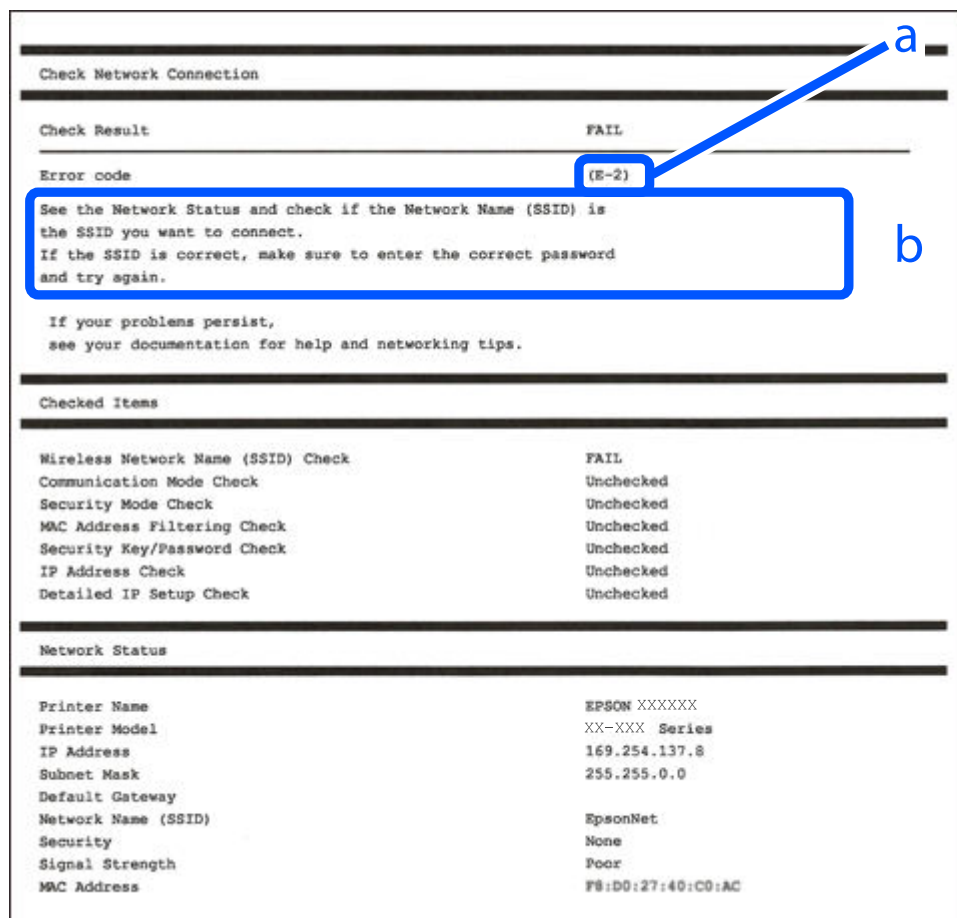 a
Check Network Connection
Check Result FAIL
Error code (E-2)
See the Network Status and check if the Network Name (SSID) is
the SSID you want to connect.
If the SSID is correct, make sure to enter the correct password
and try again.
b
If your problems persist,
see your documentation for help and networking tips.
Checked Items
Wireless Network Name (SSID) Check FAIL
Communication Mode Check Unchecked
Security Mode Check Unchecked
MAC Address Filtering Check Unchecked
Security Key/Password Check Unchecked
IP Address Check Unchecked
Detailed IP Setup Check Unchecked
Network Status
Printer Name EPSON XXXXXX
Printer Model XX-XXX Series
IP Address 169.254.137.8
Subnet Mask 255.255.0.0
Default Gateway
Network Name (SSID) EpsonNet
Security None
Signal Strength Poor
MAC Address F8:D0:27:40:C0:AC